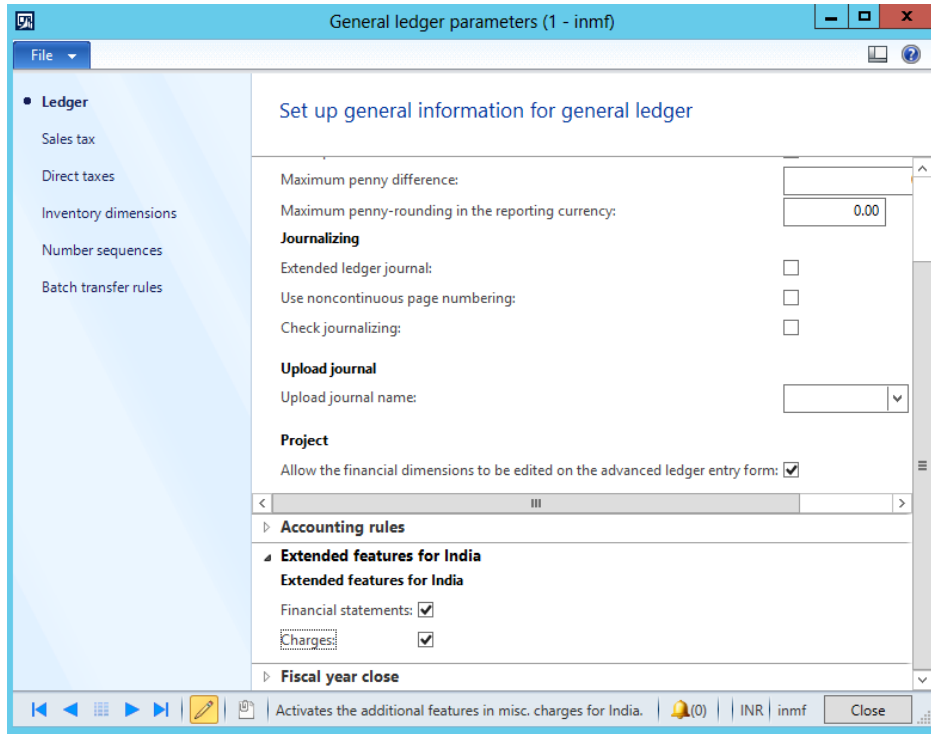 General ledger parameters (1 - inmf)
File
Ledger
Sales tax
Direct taxes
Inventory dimensions
Number sequences
Batch transfer rules
Set up general information for general ledger
Maximum penny difference:
Maximum penny-rounding in the reporting currency: 0.00
Journalizing
Extended ledger journal:
Use noncontinuous page numbering:
Check journalizing:
Upload journal
Upload journal name:
Project
Allow the financial dimensions to be edited on the advanced ledger entry form:
Accounting rules
Extended features for India
Extended features for India
Financial statements:
Charges:
Fiscal year close
Activates the additional features in misc. charges for India. (0) INR inmf Close